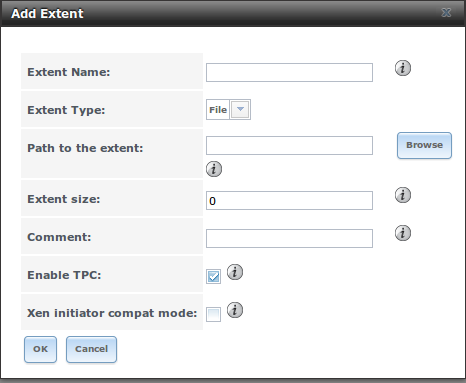 Add Extent
Extent Name:
Extent Type: File
Path to the extent: Browse
Extent size: 0
Comment:
Enable TPC:
Xen initiator compat mode:
OK Cancel